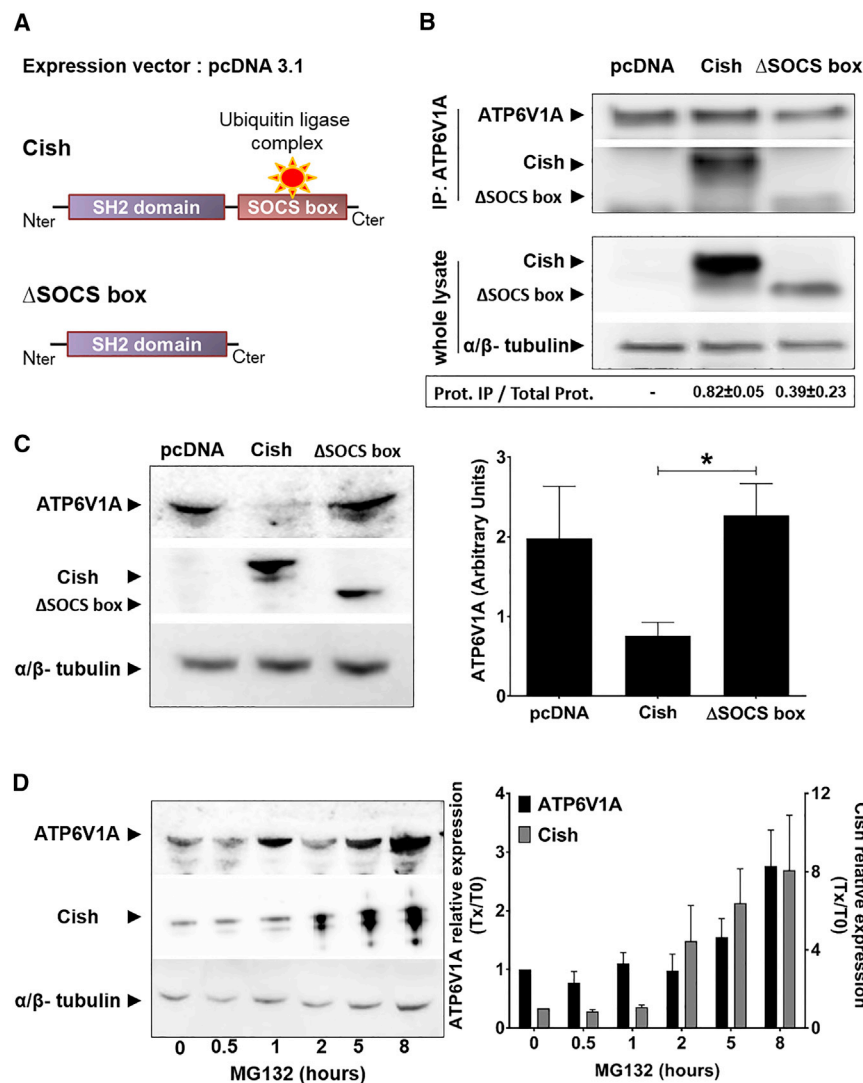 A
Expression vector : pcDNA 3.1
Cish
Ubiquitin ligase
complex
SH2 domain
SOCS box
Nter
Cter
ΔSOCS box
SH2 domain
Nter
Cter
B
pcDNA Cish ΔSOCS box
IP: ATP6V1A
ATP6V1A
Cish
ΔSOCS box
whole lysate
Cish
ΔSOCS box
α/β- tubulin
Prot. IP / Total Prot. - 0.82±0.05 0.39±0.23
C
pcDNA Cish ΔSOCS box
ATP6V1A
Cish
ΔSOCS box
α/β- tubulin
ATP6V1A (Arbitrary Units)
3
2
1
0
*
pcDNA Cish ΔSOCS box
D
ATP6V1A
Cish
α/β- tubulin
0 0.5 1 2 5 8
MG132 (hours)
ATP6V1A relative expression
(Tx/T0)
4
3
2
1
0
ATP6V1A
Cish
12
8
4
0
Cish relative expression
(Tx/T0)
0 0.5 1 2 5 8
MG132 (hours)